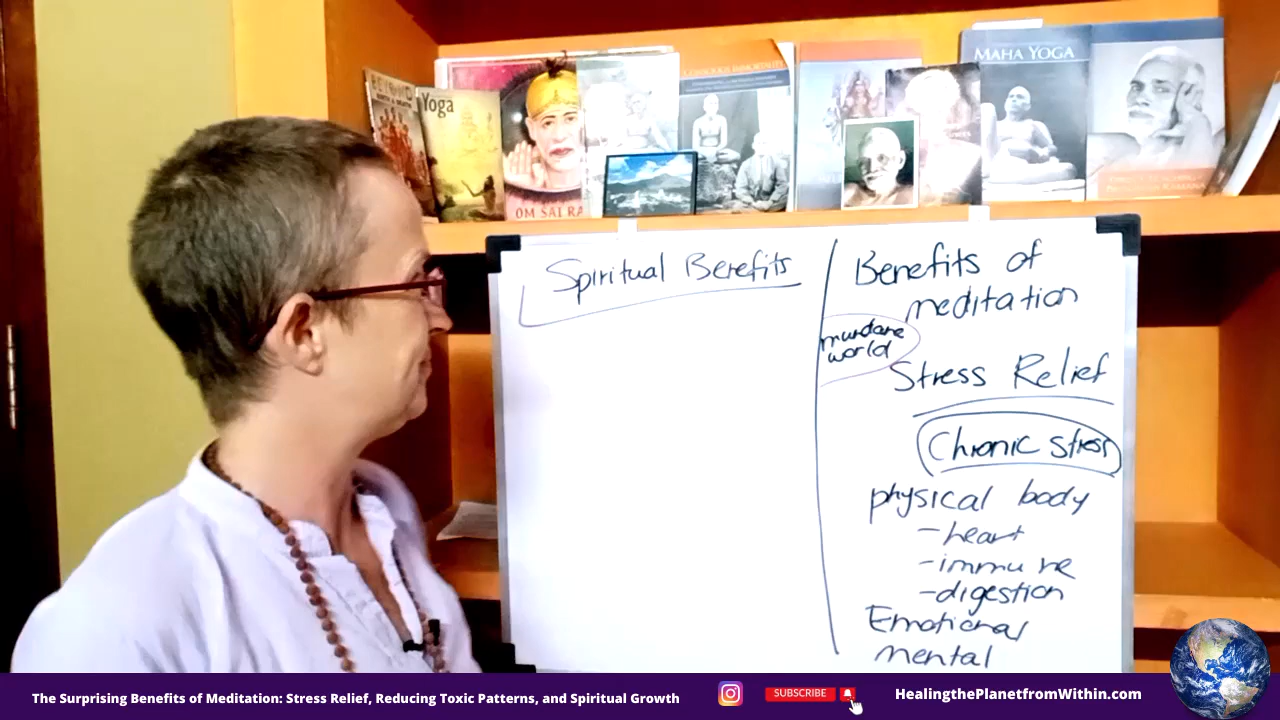 Yoga
OM SAI RA
CONSCIOUS IMMORTALITY
MAHA YOGA
Spiritual Benefits
Benefits of
meditation
mundane
world
Stress Relief
Chronic stress
physical body
- heart
- immune
- digestion
Emotional
mental
The Surprising Benefits of Meditation: Stress Relief, Reducing Toxic Patterns, and Spiritual Growth
SUBSCRIBE
HealingthePlanetfromWithin.com